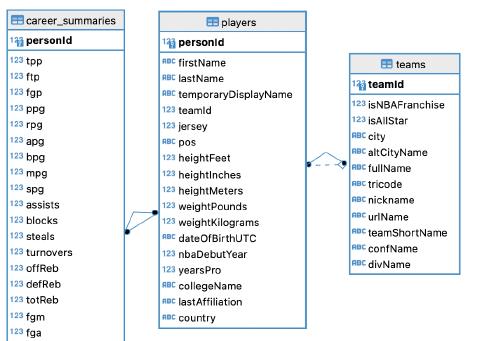 career_summaries
123 personId
123 tpp
123 ftp
123 fgp
123 ppg
123 rpg
123 apg
123 bpg
123 mpg
123 spg
123 assists
123 blocks
123 steals
123 turnovers
123 offReb
123 defReb
123 totReb
123 fgm
123 fga
players
123 personId
ABC firstName
ABC lastName
ABC temporaryDisplayName
123 teamId
123 jersey
ABC pos
123 heightFeet
123 heightInches
123 heightMeters
123 weightPounds
123 weightKilograms
ABC dateOfBirthUTC
123 nbaDebutYear
123 yearsPro
ABC collegeName
ABC lastAffiliation
ABC country
teams
123 teamId
123 isNBAFranchise
123 isAllStar
ABC city
ABC altCityName
ABC fullName
ABC tricode
ABC nickname
ABC urlName
ABC teamShortName
ABC confName
ABC divName